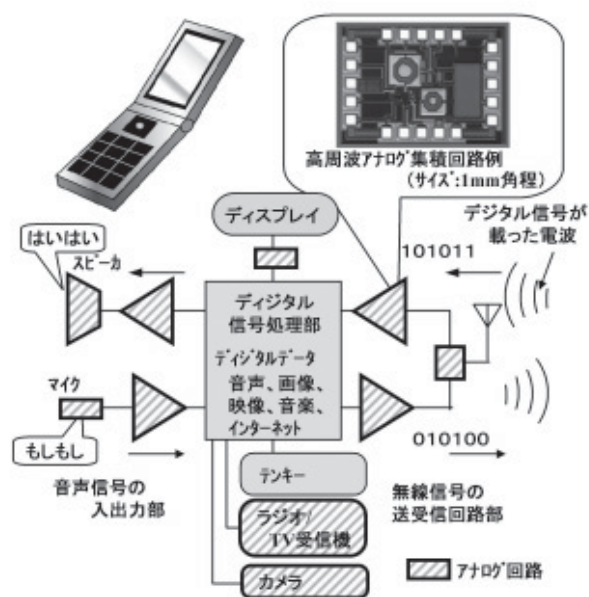 高周波アナログ集積回路例
(サイズ:1mm角程)
ディスプレイ
デジタル信号が
載った電波
はいはい
スピーカ
101011
ディジタル
信号処理部
ディジタルデータ
音声、画像、
映像、音楽、
インターネット
マイク
もしもし
010100
音声信号の
入出力部
テンキー
無線信号の
送受信回路部
ラジオ/
TV受信機
カメラ
アナログ回路